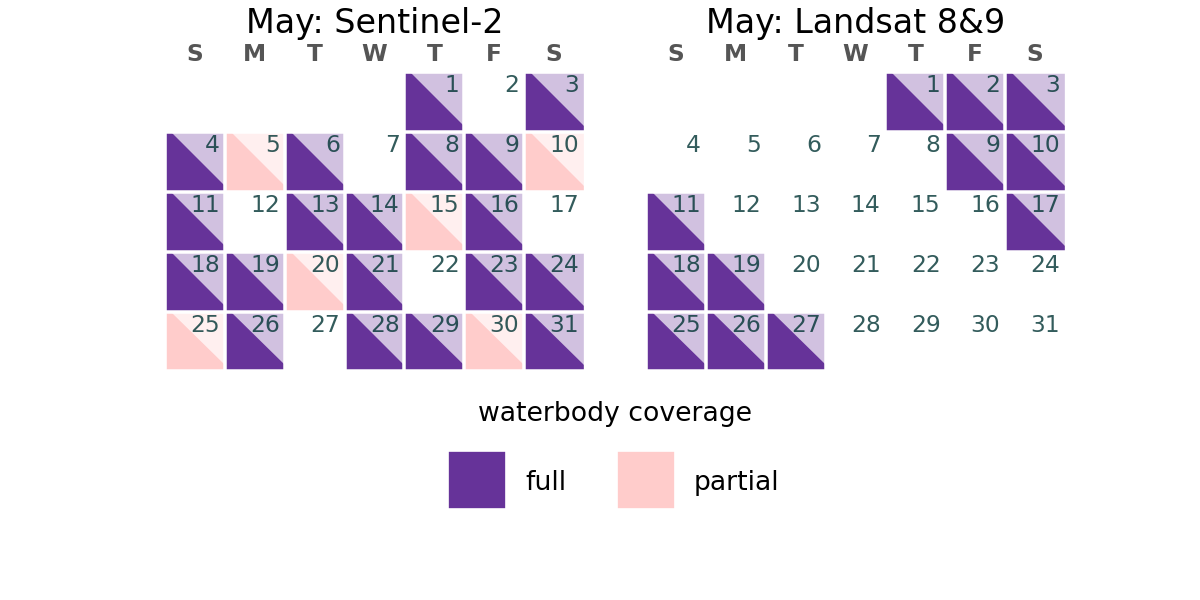 May: Sentinel-2
S M T W T F S
1 2 3
4 5 6 7 8 9 10
11 12 13 14 15 16 17
18 19 20 21 22 23 24
25 26 27 28 29 30 31
May: Landsat 8&9
S M T W T F S
1 2 3
4 5 6 7 8 9 10
11 12 13 14 15 16 17
18 19 20 21 22 23 24
25 26 27 28 29 30 31
waterbody coverage
full partial